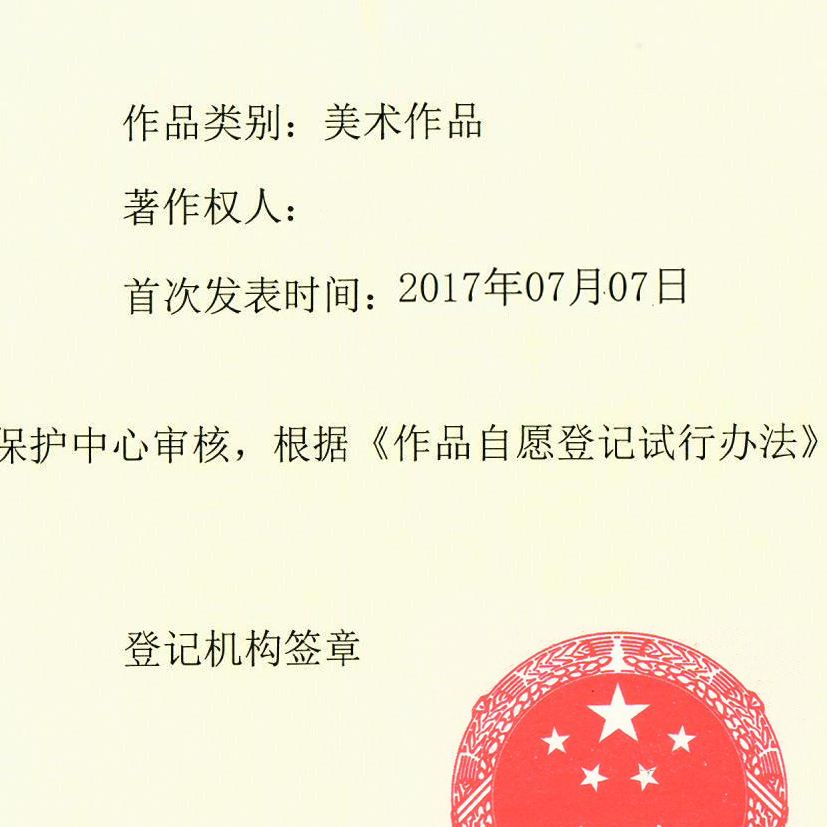 作品类别：美术作品
著作权人：
首次发表时间：2017年07月07日
保护中心审核，根据《作品自愿登记试行办法》
登记机构签章